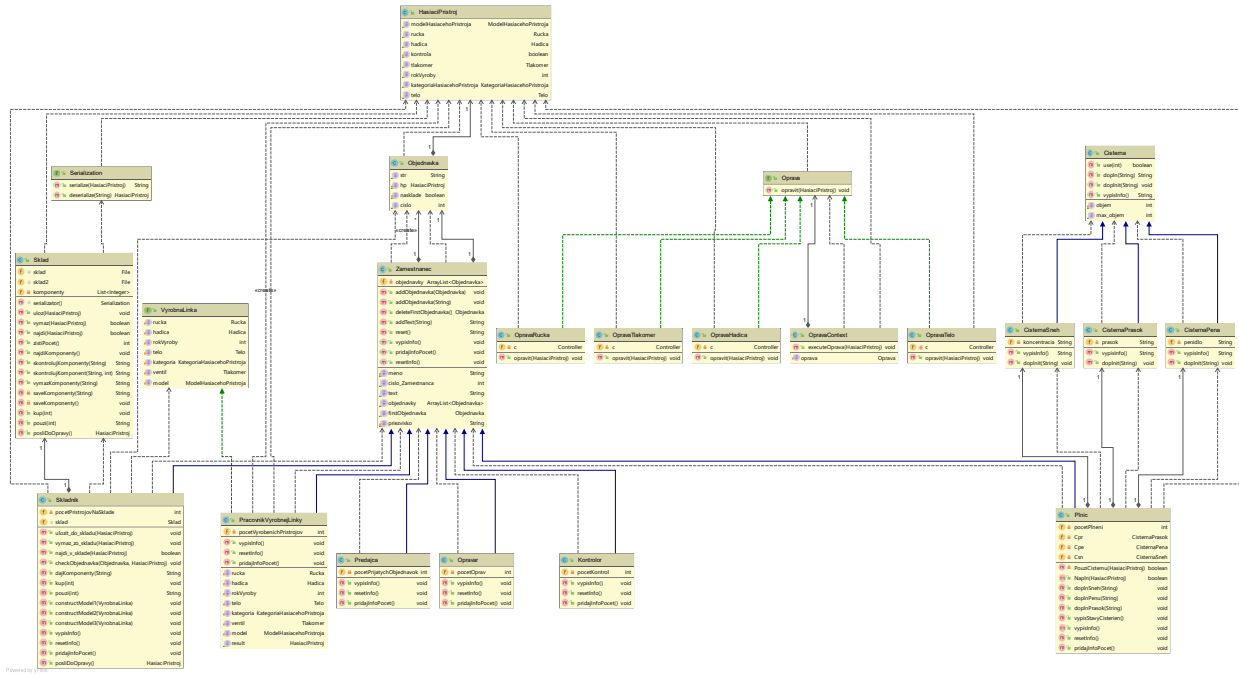 HasiaciPristroj
modelHasiacehoPristroja ModelHasiacehoPristroja
rucka Rucka
hadica Hadica
kontrola boolean
tlakomer Tlakomer
rokVyroby int
kategoriaHasiacehoPristroja KategoriaHasiacehoPristroja
telo Telo
Serialization
serialize(HasiaciPristroj) String
deserialize(String) HasiaciPristroj
Objednavka
str String
hp HasiaciPristroj
nasklade boolean
cislo int
Oprava
opravit(HasiaciPristroj) void
Cisterna
use(int) boolean
dopln(String) String
doplnit(String) void
vypisInfo() String
objem int
max_objem int
Sklad
sklad File
sklad2 File
komponenty List<Integer>
serializator() Serialization
uloz(HasiaciPristroj) void
vymaz(HasiaciPristroj) boolean
najdi(HasiaciPristroj) boolean
zistiPocet() int
najdiKomponenty() void
skontrolujKomponenty(String) String
skontrolujKomponent(String, int) String
vymazKomponenty(String) String
saveKomponenty(String) String
saveKomponenty() void
kup(int) void
pouzi(int) String
posliDoOpravy() HasiaciPristroj
VyrobnaLinka
rucka Rucka
hadica Hadica
rokVyroby int
telo Telo
kategoria KategoriaHasiacehoPristroja
ventil Tlakomer
model ModelHasiacehoPristroja
Zamestnanec
objednavky ArrayList<Objednavka>
addObjednavka(Objednavka) void
addObjednavka(String) void
deleteFirstObjednavka() Objednavka
addText(String) String
reset() String
vypisInfo() void
pridajInfoPocet() void
resetInfo() void
meno String
cislo_Zamestnanca int
text String
objednavky ArrayList<Objednavka>
firstObjednavka Objednavka
priezvisko String
«create»
«create»
OpravaRucka
c Controller
opravit(HasiaciPristroj) void
OpravaTlakomer
c Controller
opravit(HasiaciPristroj) void
OpravaHadica
c Controller
opravit(HasiaciPristroj) void
OpravaContext
executeOprava(HasiaciPristroj) void
oprava Oprava
OpravaTelo
c Controller
opravit(HasiaciPristroj) void
CisternaSneh
koncentracia String
vypisInfo() String
doplnit(String) void
CisternaPrasok
prasok String
vypisInfo() String
doplnit(String) void
CisternaPena
penidlo String
vypisInfo() String
doplnit(String) void
Skladnik
pocetPristrojovNaSklade int
sklad Sklad
ulozit_do_skladu(HasiaciPristroj) void
vymaz_zo_skladu(HasiaciPristroj) void
najdi_v_sklade(HasiaciPristroj) boolean
checkObjednavka(Objednavka, HasiaciPristroj) void
dajKomponenty(String) String
kup(int) void
pouzi(int) String
constructModel1(VyrobnaLinka) void
constructModel2(VyrobnaLinka) void
constructModel3(VyrobnaLinka) void
vypisInfo() void
resetInfo() void
pridajInfoPocet() void
posliDoOpravy() HasiaciPristroj
PracovnikVyrobnejLinky
pocetVyrobenichPristrojov int
vypisInfo() void
resetInfo() void
pridajInfoPocet() void
rucka Rucka
hadica Hadica
rokVyroby int
telo Telo
kategoria KategoriaHasiacehoPristroja
ventil Tlakomer
model ModelHasiacehoPristroja
result HasiaciPristroj
Predajca
pocetPrijatychObjednavok int
vypisInfo() void
resetInfo() void
pridajInfoPocet() void
Opravar
pocetOprav int
vypisInfo() void
resetInfo() void
pridajInfoPocet() void
Kontrolor
pocetKontrol int
vypisInfo() void
resetInfo() void
pridajInfoPocet() void
Plnic
pocetPlneni int
Cpr CisternaPrasok
Cpe CisternaPena
Csn CisternaSneh
PouziCisternu(HasiaciPristroj) boolean
Napln(HasiaciPristroj) boolean
doplnSneh(String) void
doplnPenu(String) void
doplnPrasok(String) void
vypisStavyCisterien() void
vypisInfo() void
resetInfo() void
pridajInfoPocet() void
Powered by yFiles